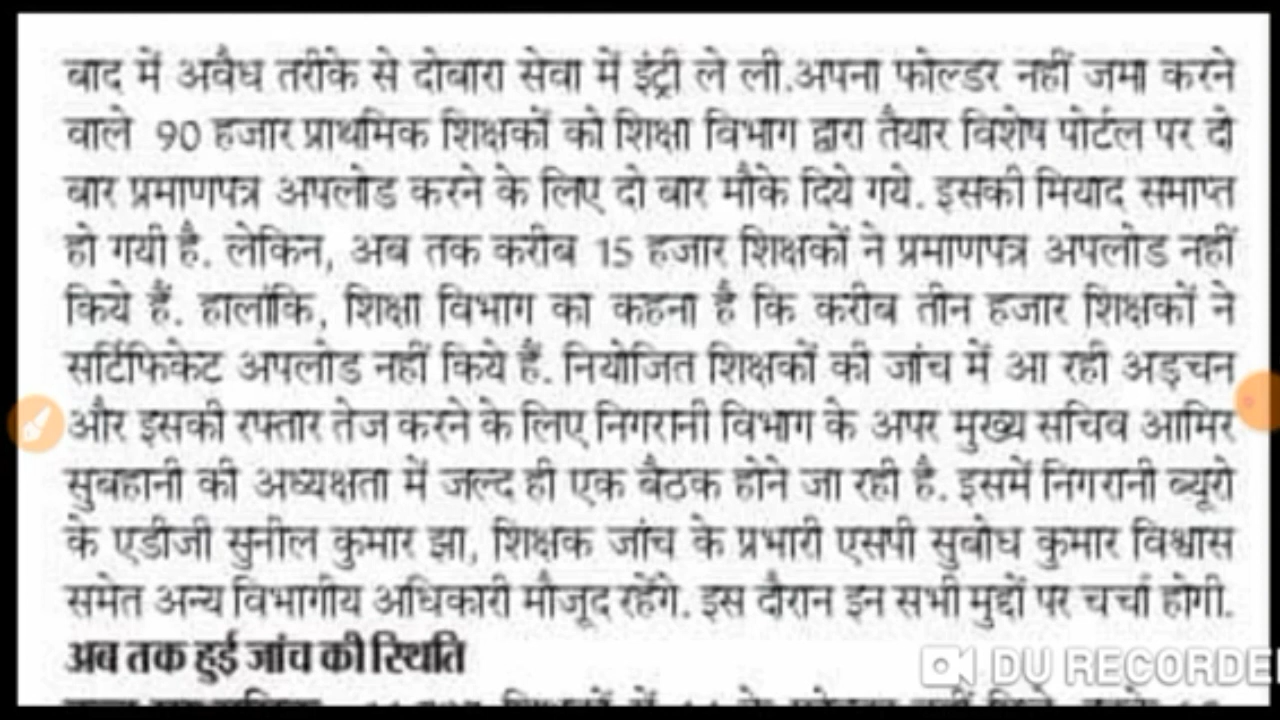 बाद में अवैध तरीके से दोबारा सेवा में इंट्री ले ली.अपना फोल्डर नहीं जमा करने
वाले 90 हजार प्राथमिक शिक्षकों को शिक्षा विभाग द्वारा तैयार विशेष पोर्टल पर दो
बार प्रमाणपत्र अपलोड करने के लिए दो बार मौके दिये गये. इसकी मियाद समाप्त
हो गयी है. लेकिन, अब तक करीब 15 हजार शिक्षकों ने प्रमाणपत्र अपलोड नहीं
किये हैं. हालांकि, शिक्षा विभाग का कहना है कि करीब तीन हजार शिक्षकों ने
सर्टिफिकेट अपलोड नहीं किये हैं. नियोजित शिक्षकों की जांच में आ रही अड़चन
और इसकी रफ्तार तेज करने के लिए निगरानी विभाग के अपर मुख्य सचिव आमिर
सुबहानी की अध्यक्षता में जल्द ही एक बैठक होने जा रही है. इसमें निगरानी ब्यूरो
के एडीजी सुनील कुमार झा, शिक्षक जांच के प्रभारी एसपी सुबोध कुमार विश्वास
समेत अन्य विभागीय अधिकारी मौजूद रहेंगे. इस दौरान इन सभी मुद्दों पर चर्चा होगी.
अब तक हुई जांच की स्थिति
DU RECORDE